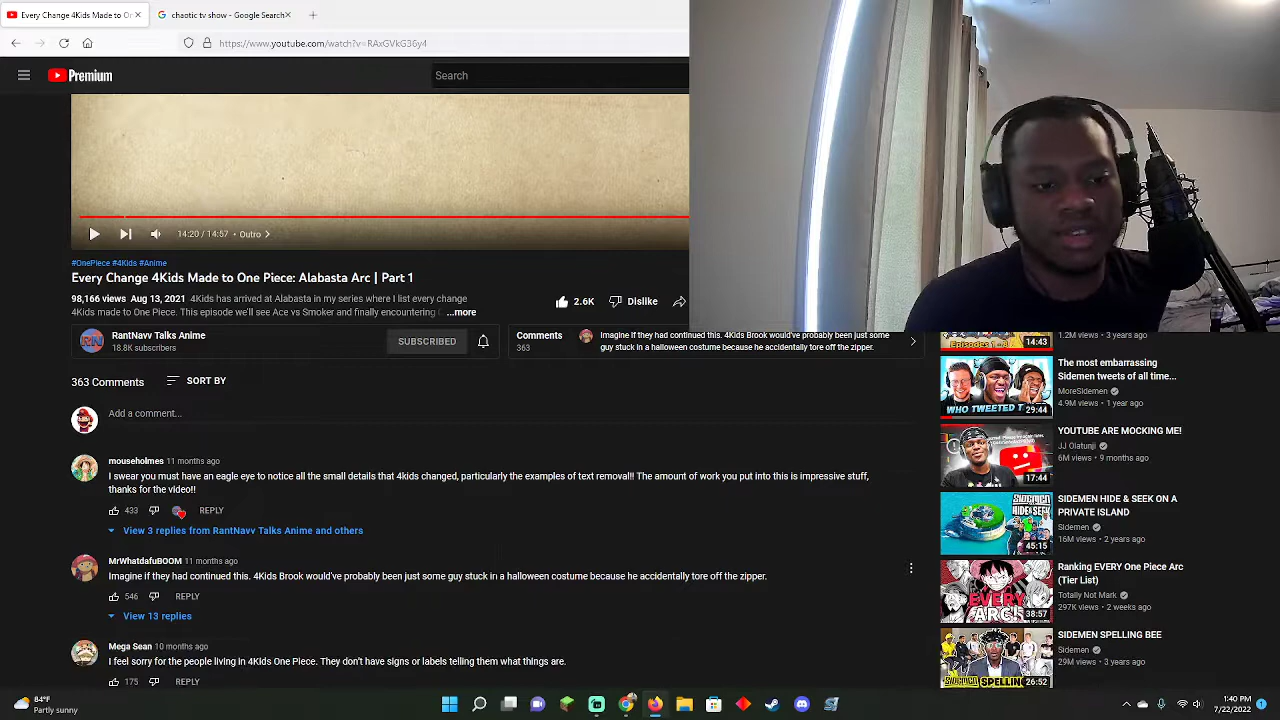 Every Change 4Kids Made to Or
chaotic tv show - Google Search
https://www.youtube.com/watch?v=RAxGVkG36y4
Premium
Search
14:20 / 14:57 • Outro
#OnePiece #4Kids #Anime
Every Change 4Kids Made to One Piece: Alabasta Arc | Part 1
98,166 views Aug 13, 2021 4Kids has arrived at Alabasta in my series where I list every change
4Kids made to One Piece. This episode we'll see Ace vs Smoker and finally encountering
...more
2.6K
Dislike
RantNavv Talks Anime
18.8K subscribers
SUBSCRIBED
Comments
363
Imagine if they had continued this. 4Kids Brook would've probably been just some
guy stuck in a halloween costume because he accidentally tore off the zipper.
363 Comments
SORT BY
Add a comment...
mouseholmes 11 months ago
I swear you must have an eagle eye to notice all the small details that 4kids changed, particularly the examples of text removal!! The amount of work you put into this is impressive stuff,
thanks for the video!!
433
REPLY
View 3 replies from RantNavv Talks Anime and others
MrWhatdafuBOOM 11 months ago
Imagine if they had continued this. 4Kids Brook would've probably been just some guy stuck in a halloween costume because he accidentally tore off the zipper.
546
REPLY
View 13 replies
Mega Sean 10 months ago
I feel sorry for the people living in 4Kids One Piece. They don't have signs or labels telling them what things are.
175
REPLY
Episodes 1-8
14:43
1.2M views • 3 years ago
WHO TWEETED T
29:44
The most embarrassing
Sidemen tweets of all time...
MoreSidemen
4.9M views • 1 year ago
17:44
YOUTUBE ARE MOCKING ME!
JJ Olatunji
6M views • 9 months ago
SIDEMEN
45:15
SIDEMEN HIDE & SEEK ON A
PRIVATE ISLAND
Sidemen
16M views • 2 years ago
EVERY
ARC!
38:57
Ranking EVERY One Piece Arc
(Tier List)
Totally Not Mark
297K views • 2 weeks ago
SIDEMEN
SPELLING
26:52
SIDEMEN SPELLING BEE
Sidemen
29M views • 3 years ago
84°F
Partly sunny
1:40 PM
7/22/2022